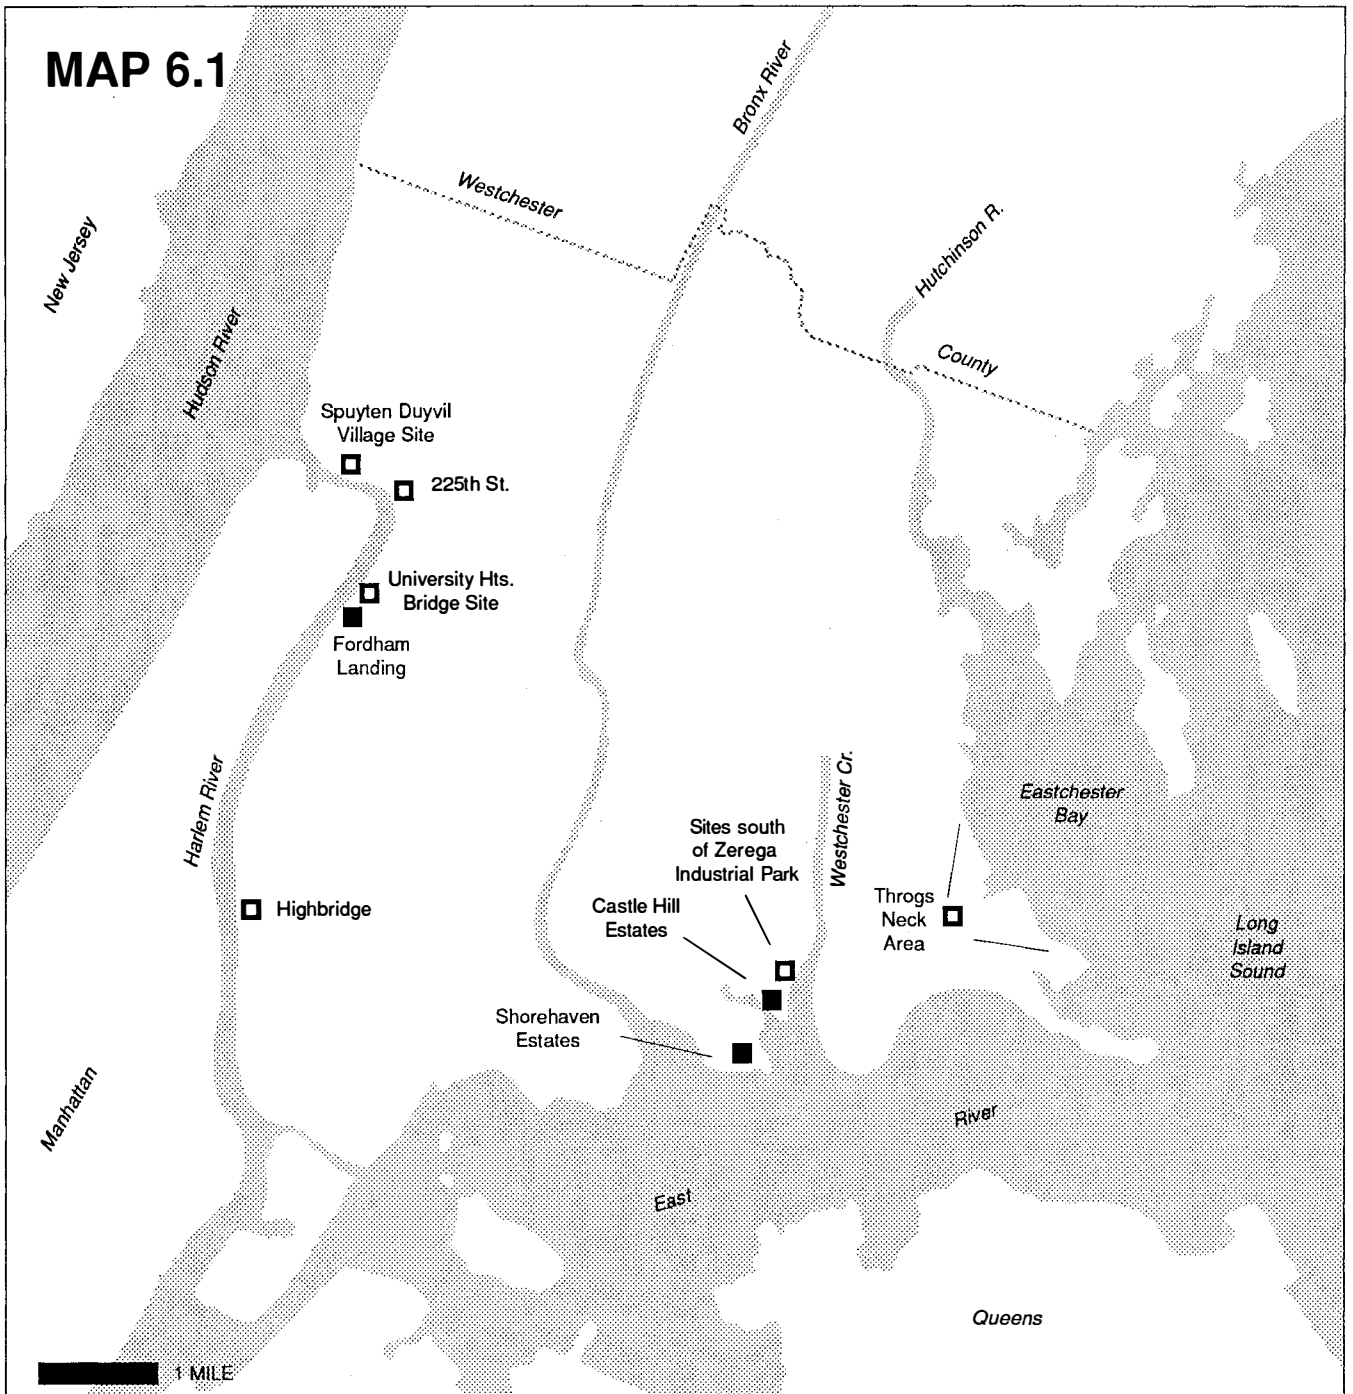 MAP 6.1
Bronx River
Westchester
New Jersey
Hutchinson R.
Hudson River
County
Spuyten Duyvil
Village Site
225th St.
University Hts.
Bridge Site
Fordham
Landing
Harlem River
Westchester Cr.
Eastchester
Bay
Sites south
of Zerega
Industrial Park
Castle Hill
Estates
Throgs
Neck
Area
Highbridge
Long
Island
Sound
Shorehaven
Estates
Manhattan
River
East
Queens
1 MILE